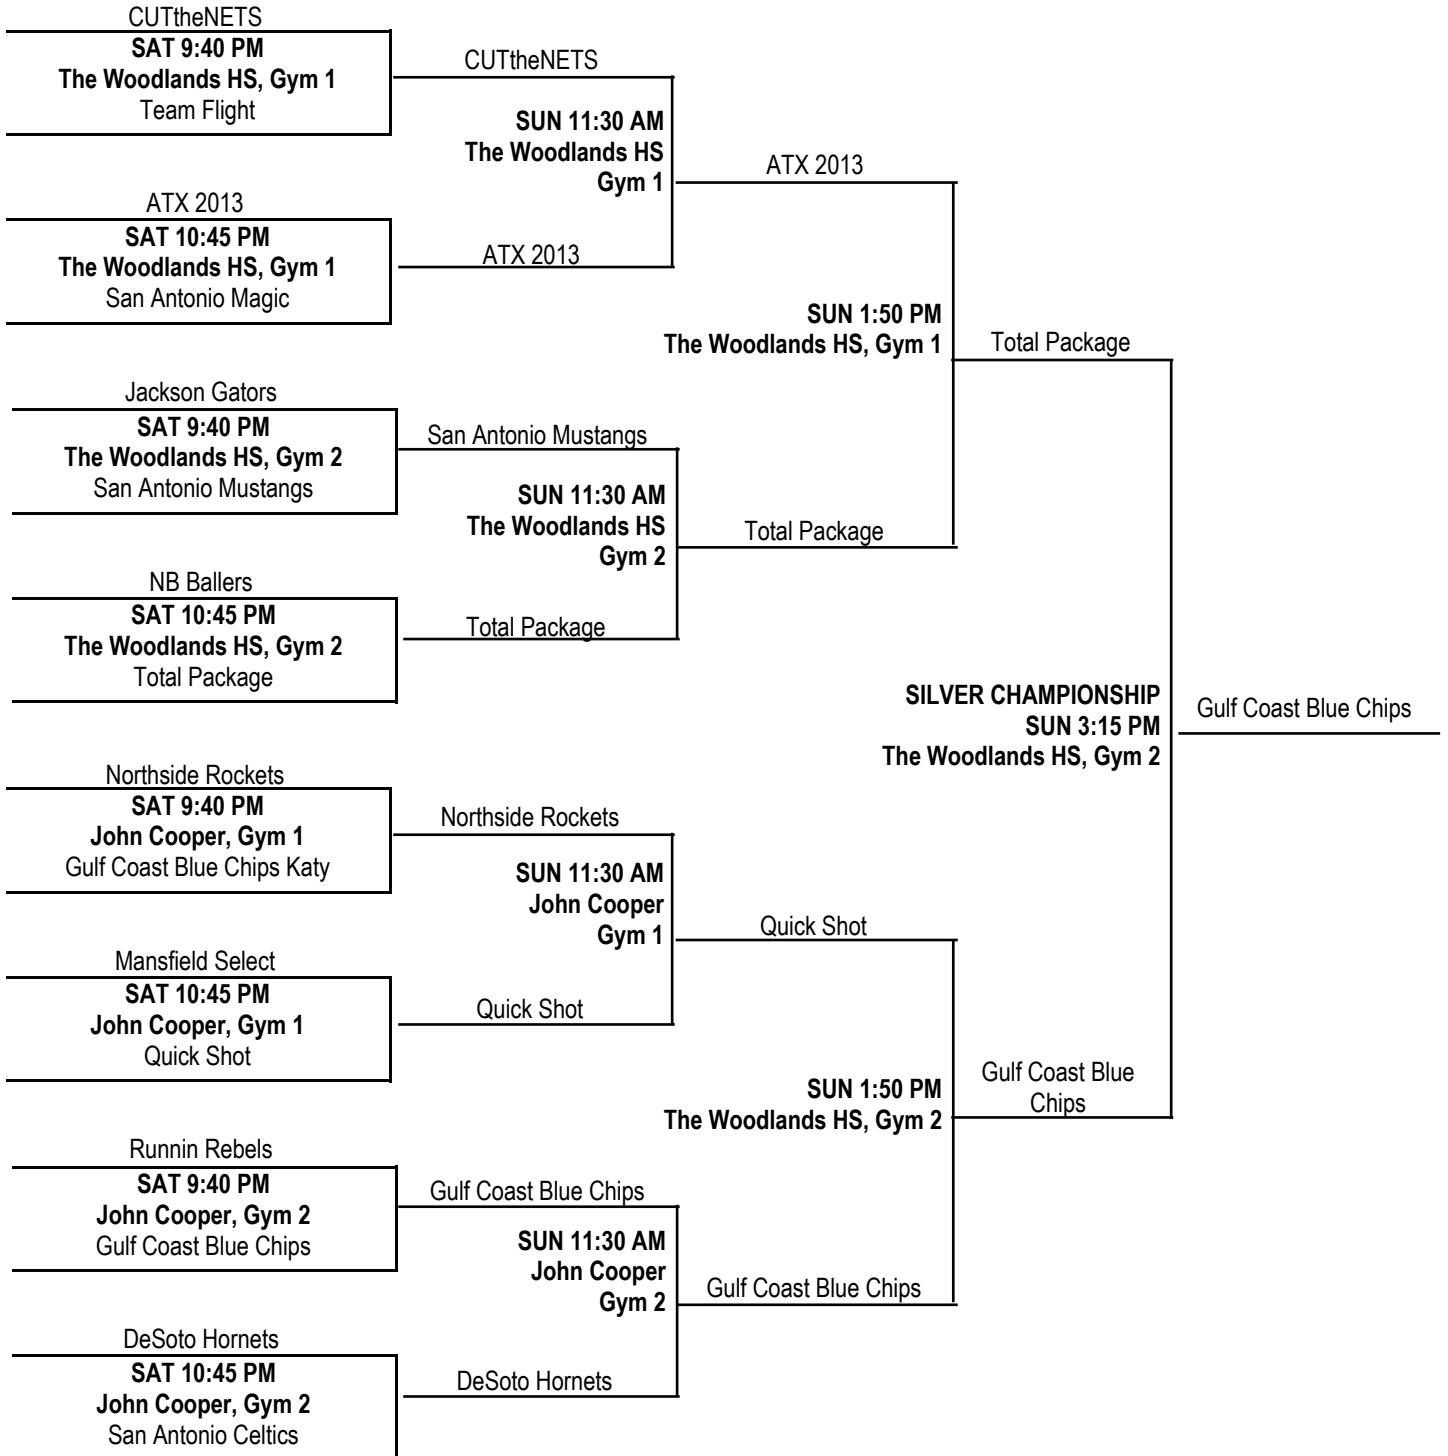 CUTtheNETS
SAT 9:40 PM
The Woodlands HS, Gym 1
Team Flight
ATX 2013
SAT 10:45 PM
The Woodlands HS, Gym 1
San Antonio Magic
Jackson Gators
SAT 9:40 PM
The Woodlands HS, Gym 2
San Antonio Mustangs
NB Ballers
SAT 10:45 PM
The Woodlands HS, Gym 2
Total Package
Northside Rockets
SAT 9:40 PM
John Cooper, Gym 1
Gulf Coast Blue Chips Katy
Mansfield Select
SAT 10:45 PM
John Cooper, Gym 1
Quick Shot
Runnin Rebels
SAT 9:40 PM
John Cooper, Gym 2
Gulf Coast Blue Chips
DeSoto Hornets
SAT 10:45 PM
John Cooper, Gym 2
San Antonio Celtics
CUTtheNETS
SUN 11:30 AM
The Woodlands HS
Gym 1
ATX 2013
San Antonio Mustangs
SUN 11:30 AM
The Woodlands HS
Gym 2
Total Package
Northside Rockets
SUN 11:30 AM
John Cooper
Gym 1
Quick Shot
Gulf Coast Blue Chips
SUN 11:30 AM
John Cooper
Gym 2
DeSoto Hornets
ATX 2013
SUN 1:50 PM
The Woodlands HS, Gym 1
Total Package
Quick Shot
SUN 1:50 PM
The Woodlands HS, Gym 2
Gulf Coast Blue Chips
Total Package
SILVER CHAMPIONSHIP
SUN 3:15 PM
The Woodlands HS, Gym 2
Gulf Coast Blue
Chips
Gulf Coast Blue Chips